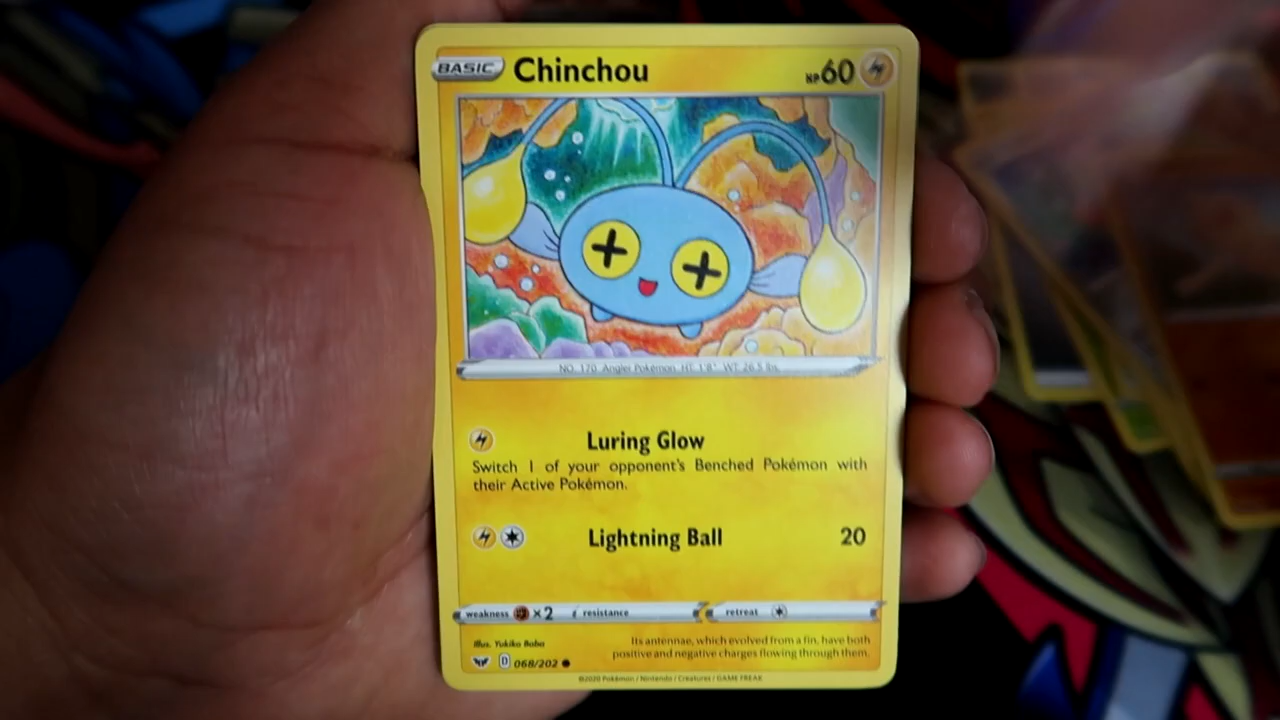 BASIC Chinchou HP60
NO. 170 Angler Pokémon HT: 1'8" WT: 26.5 lbs.
Luring Glow
Switch 1 of your opponent's Benched Pokémon with
their Active Pokémon.
Lightning Ball 20
weakness ×2 resistance retreat
Illus. Yukiko Baba
Its antennae, which evolved from a fin, have both
positive and negative charges flowing through them.
D 068/202
©2020 Pokémon / Nintendo / Creatures / GAME FREAK